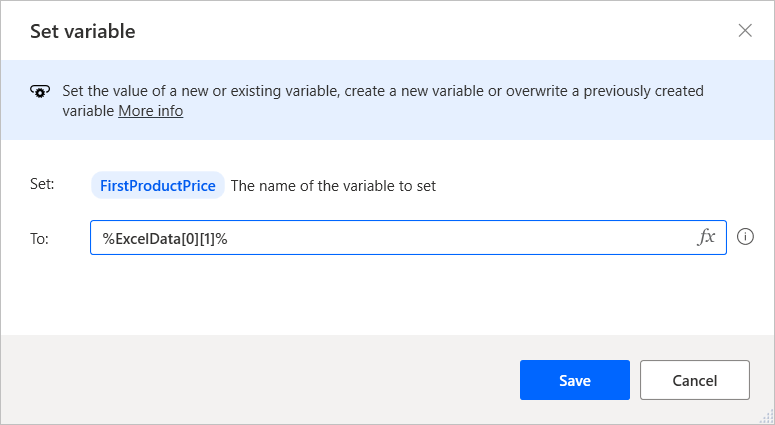 Set variable
Set the value of a new or existing variable, create a new variable or overwrite a previously created
variable More info
Set: FirstProductPrice The name of the variable to set
To: %ExcelData[0][1]% fx
Save Cancel